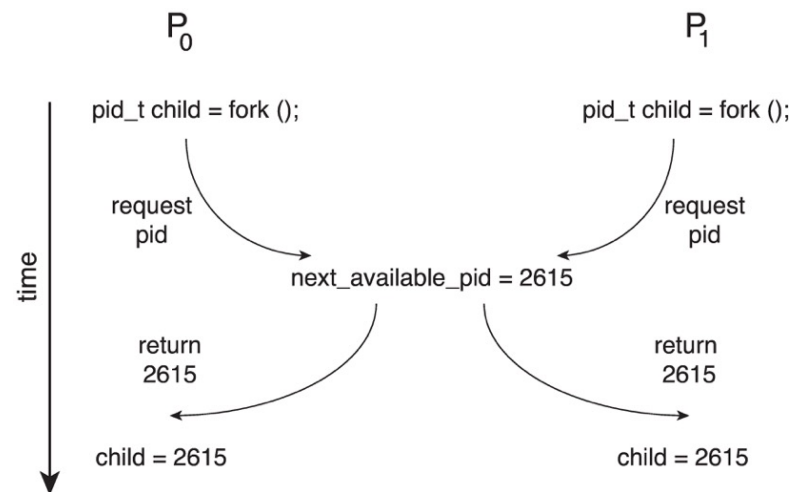 P0 P1
pid_t child = fork (); pid_t child = fork ();
request request
pid pid
next_available_pid = 2615
time
return return
2615 2615
child = 2615 child = 2615